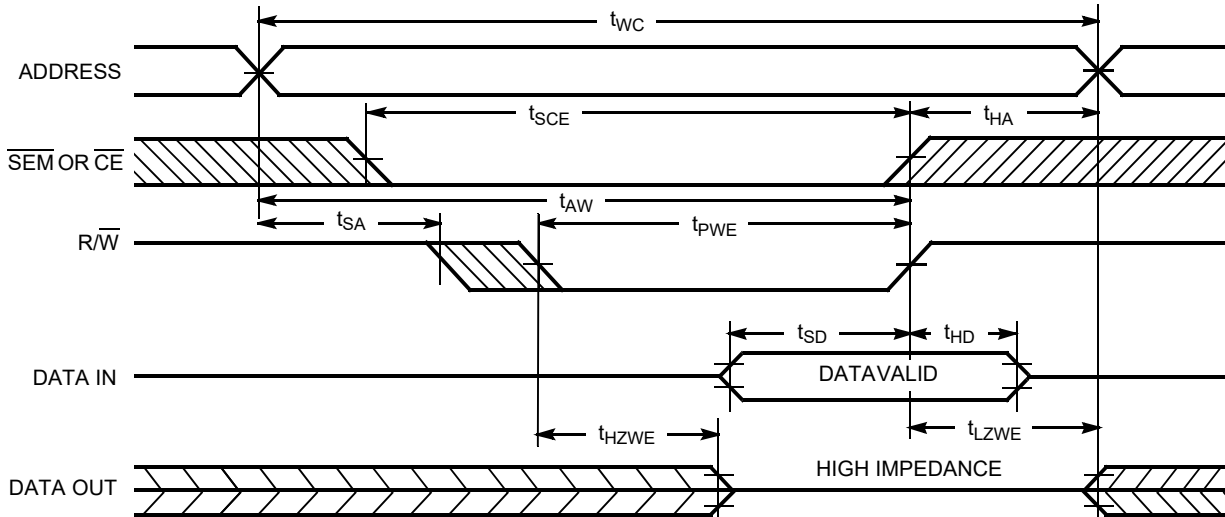 tWC
ADDRESS
tSCE
tHA
SEM OR CE
tAW
tSA
tPWE
R/W
tSD
tHD
DATA IN
DATAVALID
tHZWE
tLZWE
HIGH IMPEDANCE
DATA OUT